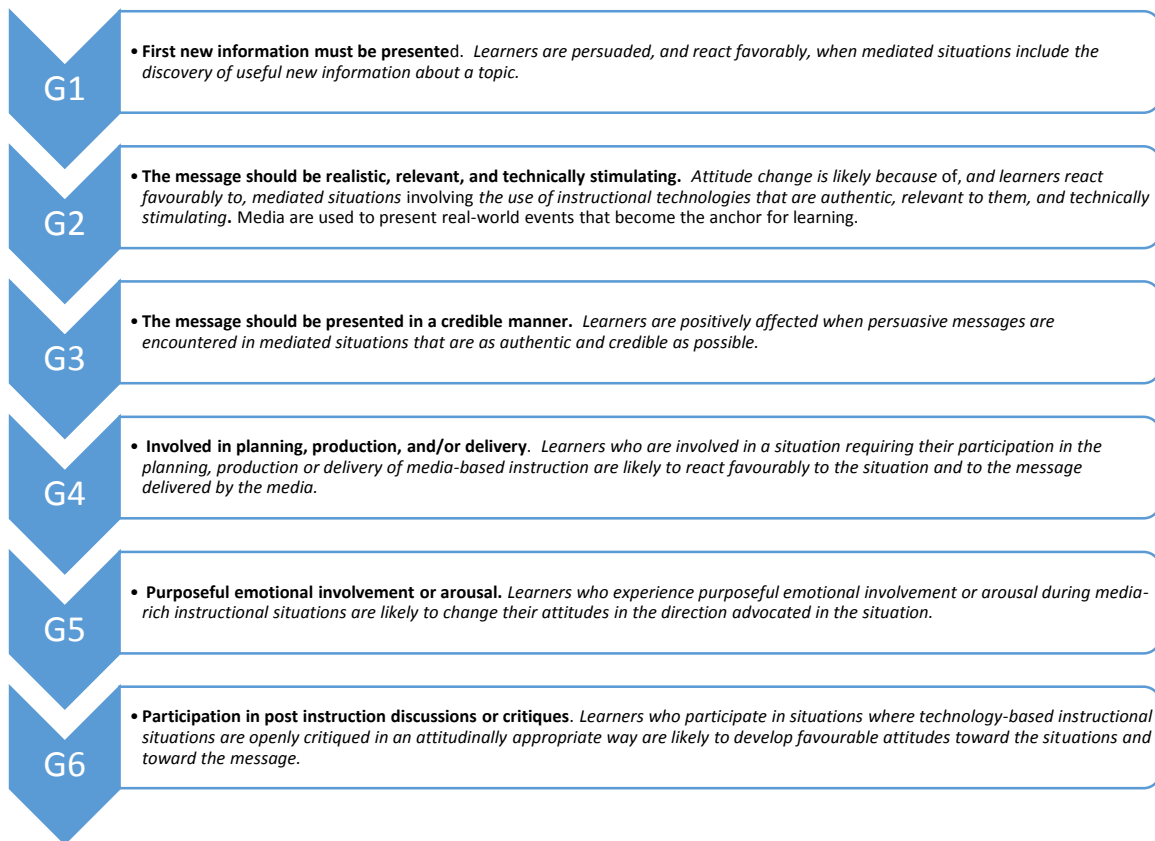 G1
• First new information must be presented. Learners are persuaded, and react favorably, when mediated situations include the
discovery of useful new information about a topic.
G2
• The message should be realistic, relevant, and technically stimulating. Attitude change is likely because of, and learners react
favourably to, mediated situations involving the use of instructional technologies that are authentic, relevant to them, and technically
stimulating. Media are used to present real-world events that become the anchor for learning.
G3
• The message should be presented in a credible manner. Learners are positively affected when persuasive messages are
encountered in mediated situations that are as authentic and credible as possible.
G4
• Involved in planning, production, and/or delivery. Learners who are involved in a situation requiring their participation in the
planning, production or delivery of media-based instruction are likely to react favourably to the situation and to the message
delivered by the media.
G5
• Purposeful emotional involvement or arousal. Learners who experience purposeful emotional involvement or arousal during media-
rich instructional situations are likely to change their attitudes in the direction advocated in the situation.
G6
• Participation in post instruction discussions or critiques. Learners who participate in situations where technology-based instructional
situations are openly critiqued in an attitudinally appropriate way are likely to develop favourable attitudes toward the situations and
toward the message.